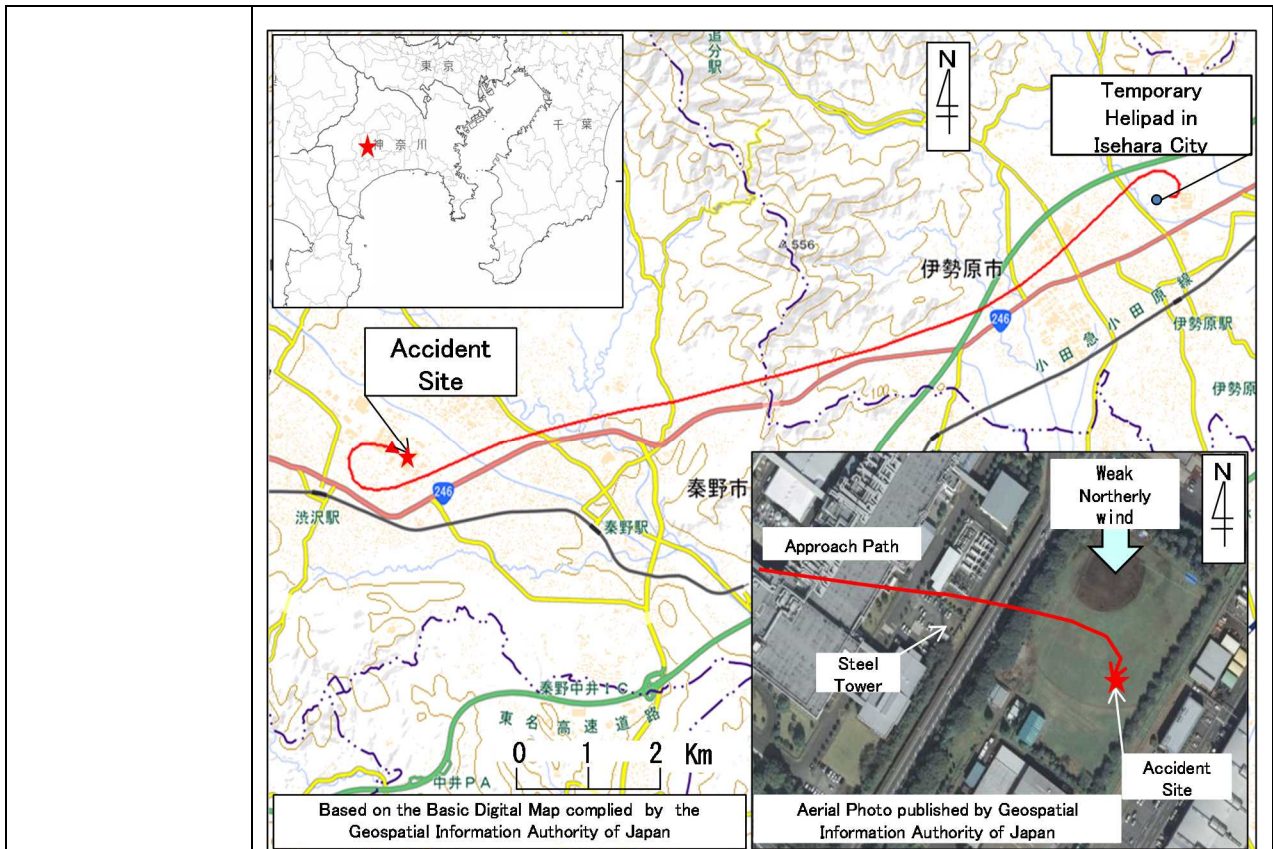 東京
千葉
神奈川
追分駅
N
Temporary
Helipad in
Isehara City
556
伊勢原市
246
小田急小田原線
伊勢原駅
伊勢原
100
Accident
Site
秦野市
246
渋沢駅
秦野駅
秦野中井IC
東名高速道路
中井PA
0 1 2 Km
Based on the Basic Digital Map complied by the
Geospatial Information Authority of Japan
Weak
Northerly
wind
N
Approach Path
Steel
Tower
Accident
Site
Aerial Photo published by Geospatial
Information Authority of Japan